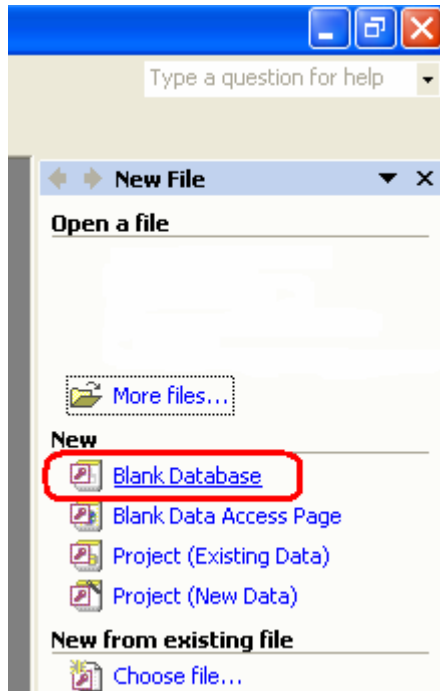 Type a question for help
New File
Open a file
More files...
New
Blank Database
Blank Data Access Page
Project (Existing Data)
Project (New Data)
New from existing file
Choose file...